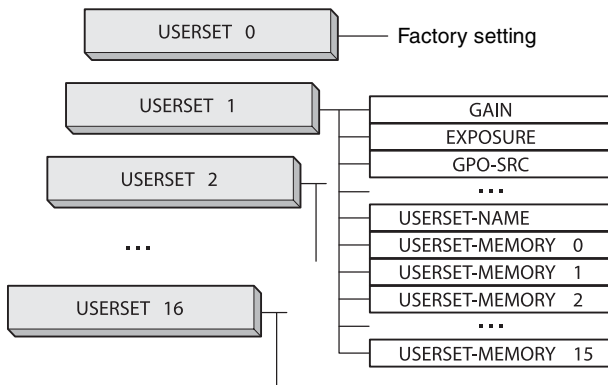 USERSET 0
Factory setting
USERSET 1
GAIN
EXPOSURE
GPO-SRC
...
USERSET 2
USERSET-NAME
USERSET-MEMORY 0
...
USERSET-MEMORY 1
USERSET-MEMORY 2
USERSET 16
...
USERSET-MEMORY 15